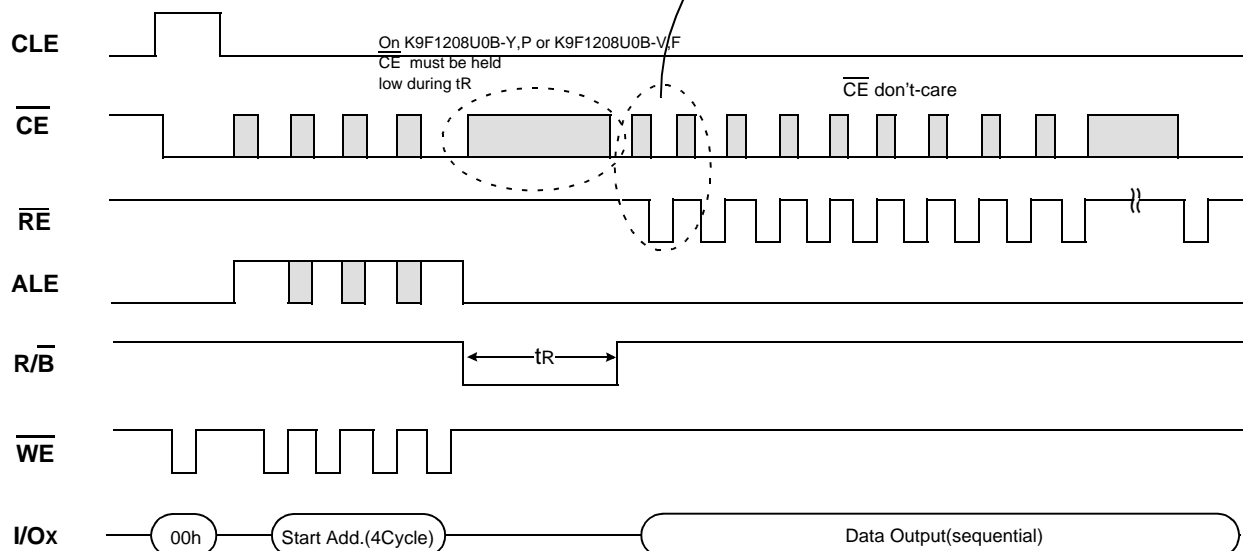 CLE
On K9F1208U0B-Y,P or K9F1208U0B-V,F
CE must be held
low during tR
CE don't-care
CE
RE
ALE
R/B
tR
WE
I/Ox
00h
Start Add.(4Cycle)
Data Output(sequential)